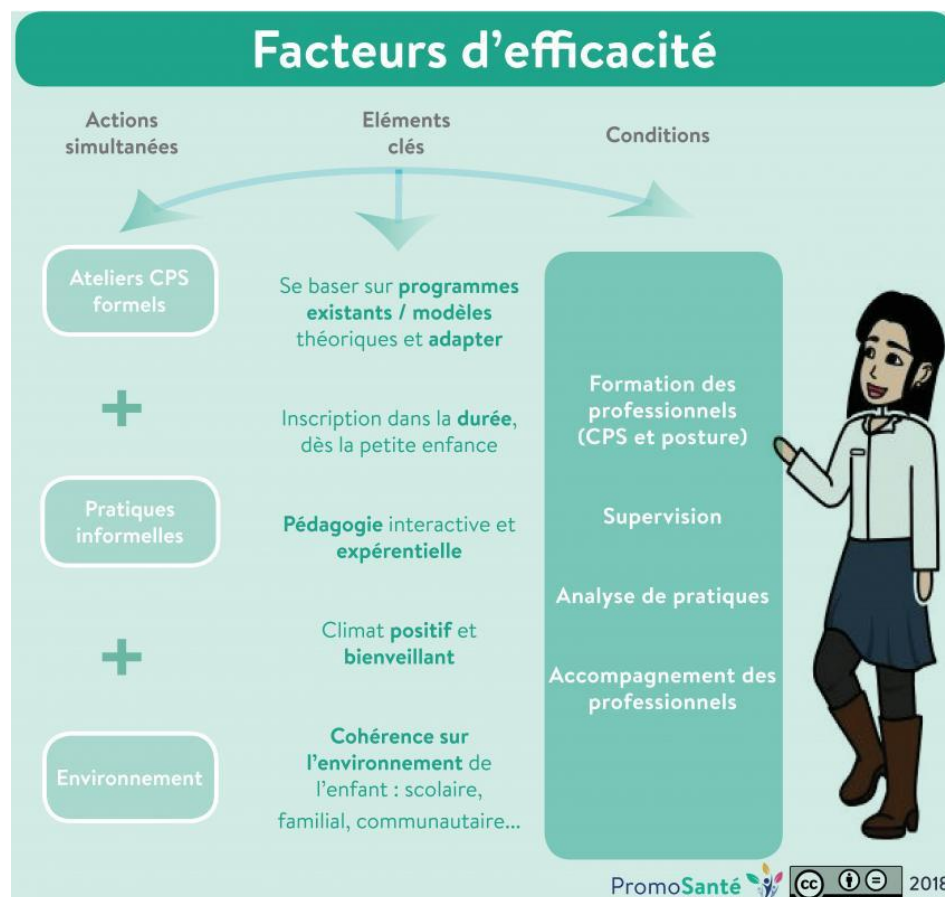 Facteurs d'efficacité
Actions
simultanées
Eléments
clés
Conditions
Ateliers CPS
formels
+
Pratiques
informelles
+
Environnement
Se baser sur programmes
existants / modèles
théoriques et adapter
Inscription dans la durée,
dès la petite enfance
Pédagogie interactive et
expérentielle
Climat positif et
bienveillant
Cohérence sur
l'environnement de
l'enfant : scolaire,
familial, communautaire...
Formation des
professionnels
(CPS et posture)
Supervision
Analyse de pratiques
Accompagnement des
professionnels
PromoSanté cc 2018